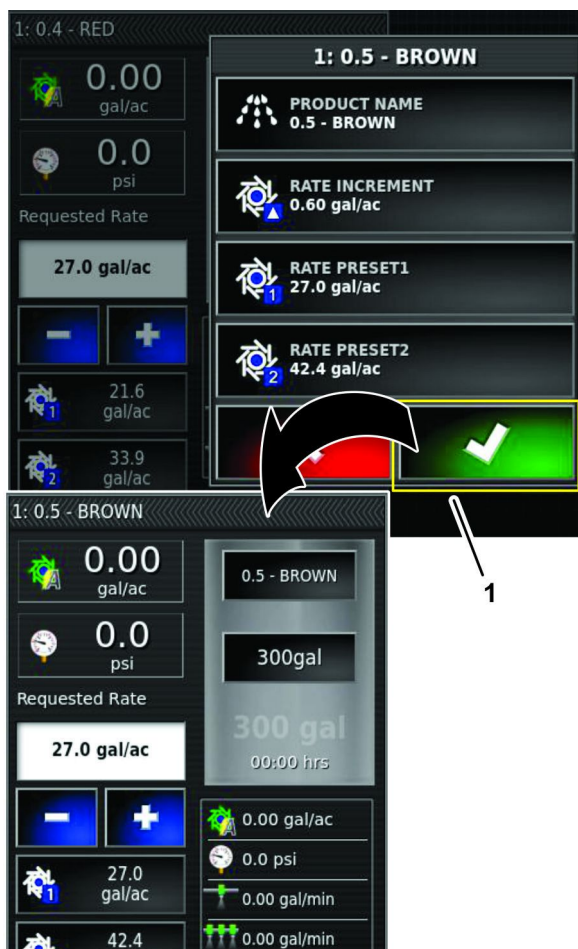 1: 0.4 - RED
0.00
gal/ac
0.0
psi
Requested Rate
27.0 gal/ac
21.6
gal/ac
1
33.9
gal/ac
2
1: 0.5 - BROWN
PRODUCT NAME
0.5 - BROWN
RATE INCREMENT
0.60 gal/ac
RATE PRESET1
27.0 gal/ac
1
RATE PRESET2
42.4 gal/ac
2
1
1: 0.5 - BROWN
0.00
gal/ac
A
0.0
psi
Requested Rate
27.0 gal/ac
27.0
gal/ac
1
42.4
0.5 - BROWN
300gal
300 gal
00:00 hrs
0.00 gal/ac
0.0 psi
0.00 gal/min
0.00 gal/min